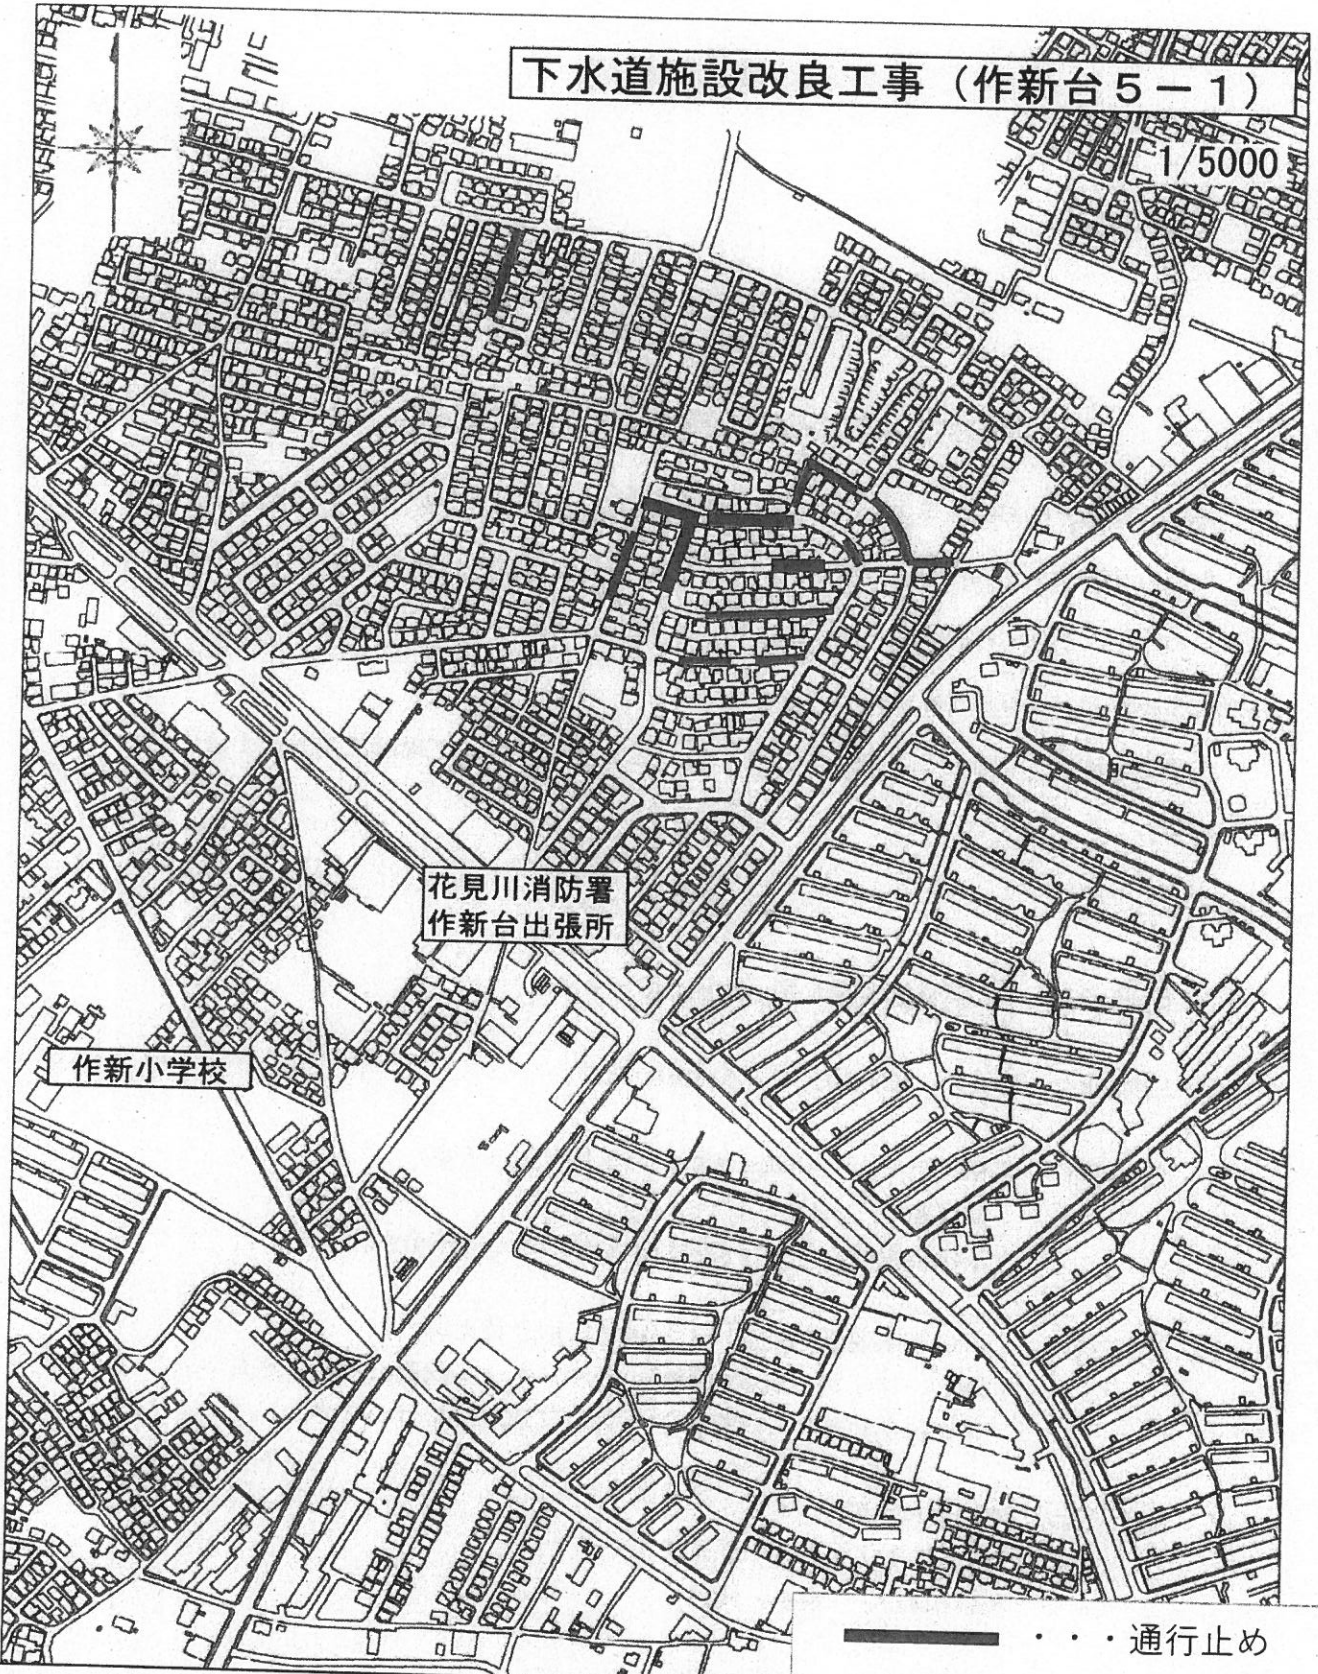 下水道施設改良工事（作新台５－１）
1/5000
花見川消防署
作新台出張所
作新小学校
・・・通行止め